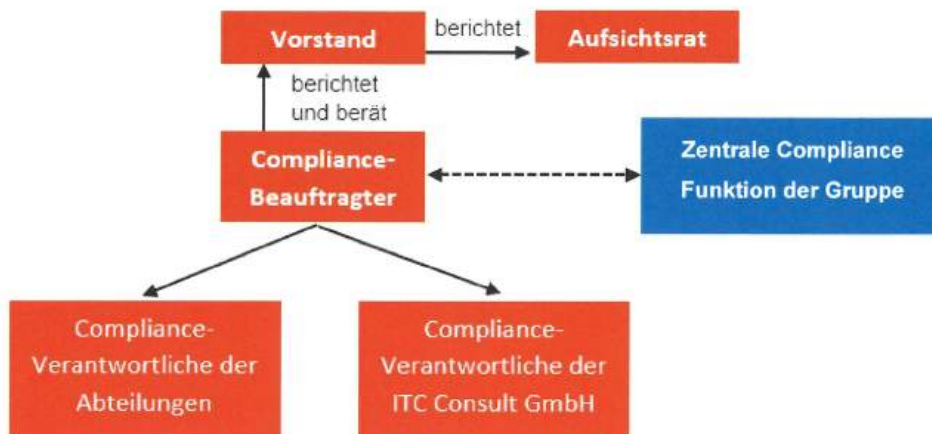 Vorstand
berichtet
Aufsichtsrat
berichtet
und berät
Compliance-
Beauftragter
Zentrale Compliance
Funktion der Gruppe
Compliance-
Verantwortliche der
Abteilungen
Compliance-
Verantwortliche der
ITC Consult GmbH